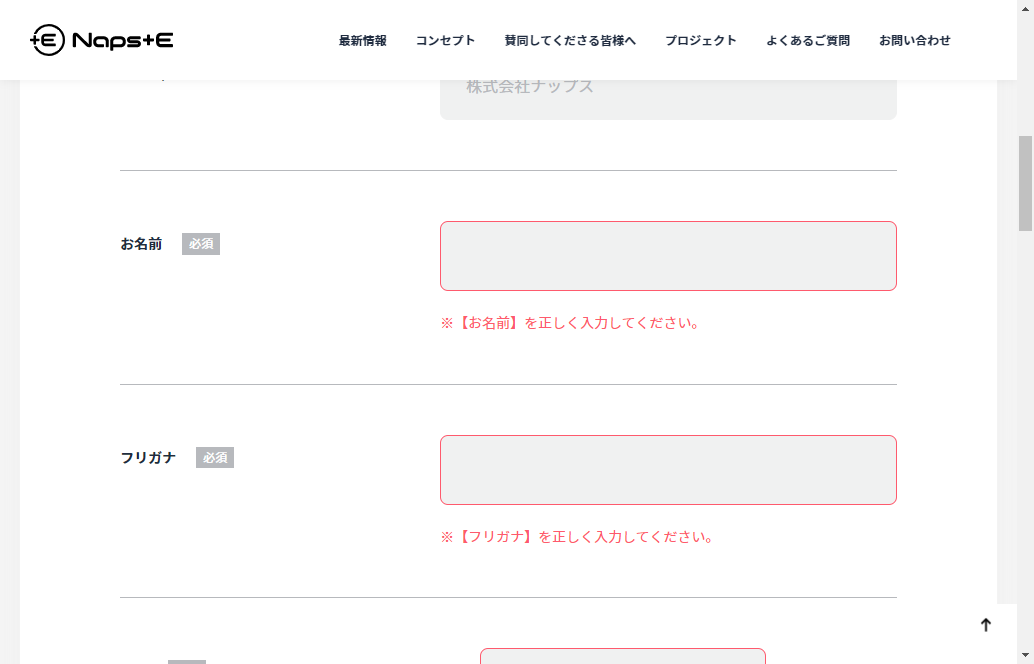 +E Naps+E
最新情報 コンセプト 賛同してくださる皆様へ プロジェクト よくあるご質問 お問い合わせ
株式会社ナップス
お名前 必須
※【お名前】を正しく入力してください。
フリガナ 必須
※【フリガナ】を正しく入力してください。